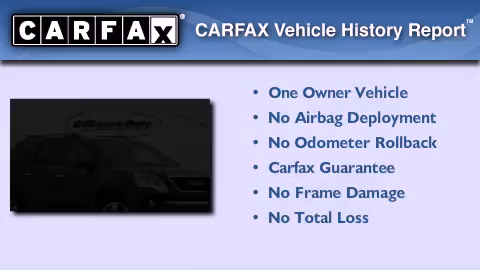 CARFAX®
CARFAX Vehicle History Report™
• One Owner Vehicle
• No Airbag Deployment
• No Odometer Rollback
• Carfax Guarantee
• No Frame Damage
• No Total Loss